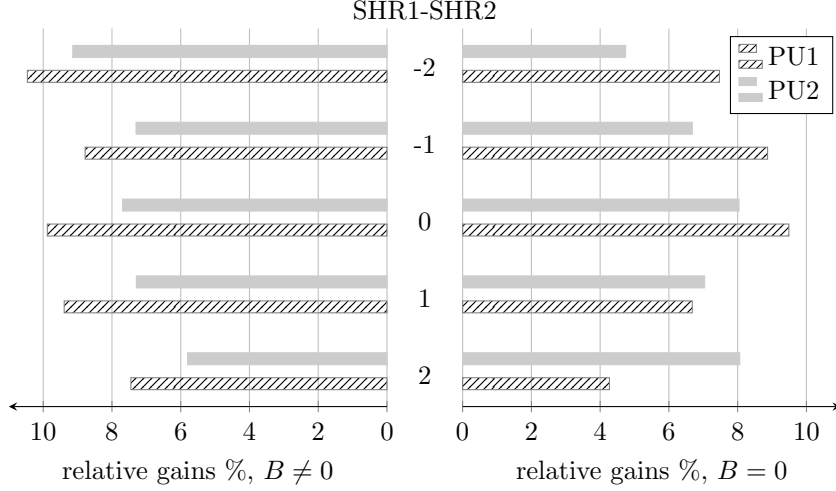 SHR1-SHR2
-2
-1
0
1
2
PU1
PU2
10 8 6 4 2 0
0 2 4 6 8 10
relative gains %, B ≠ 0
relative gains %, B = 0